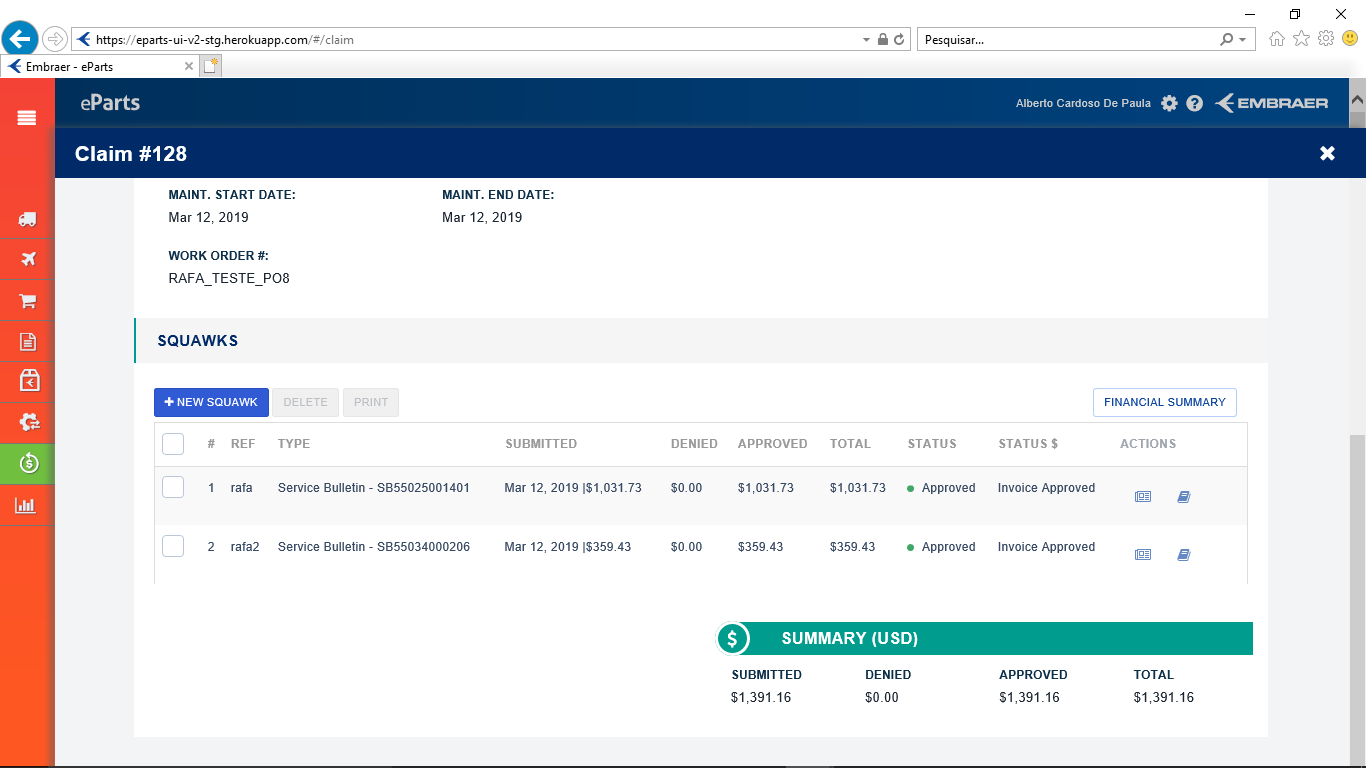 https://eparts-ui-v2-stg.herokuapp.com/#/claim
Pesquisar...
Embraer - eParts
eParts
Alberto Cardoso De Paula
EMBRAER
Claim #128
MAINT. START DATE:
MAINT. END DATE:
Mar 12, 2019
Mar 12, 2019
WORK ORDER #:
RAFA_TESTE_PO8
SQUAWKS
NEW SQUAWK
DELETE
PRINT
FINANCIAL SUMMARY
# REF TYPE SUBMITTED DENIED APPROVED TOTAL STATUS STATUS $ ACTIONS
1 rafa Service Bulletin - SB55025001401 Mar 12, 2019 |$1,031.73 $0.00 $1,031.73 $1,031.73 Approved Invoice Approved
2 rafa2 Service Bulletin - SB55034000206 Mar 12, 2019 |$359.43 $0.00 $359.43 $359.43 Approved Invoice Approved
$ SUMMARY (USD)
SUBMITTED DENIED APPROVED TOTAL
$1,391.16 $0.00 $1,391.16 $1,391.16